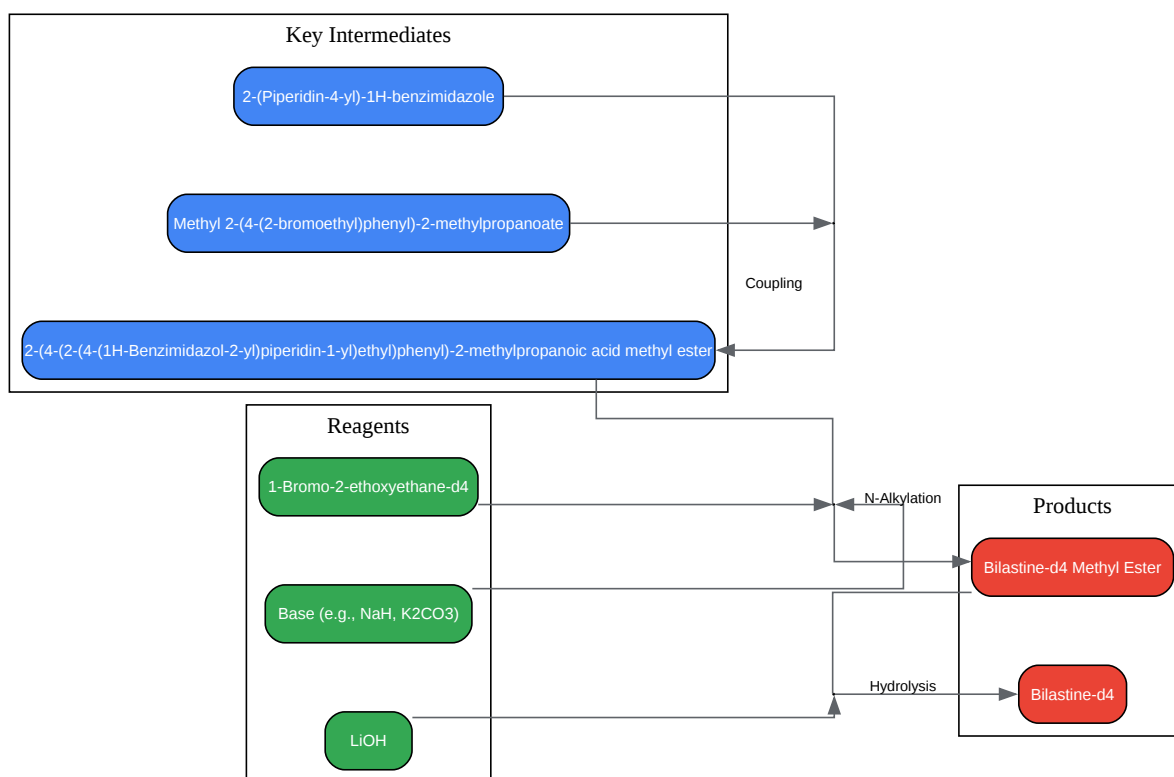 Key Intermediates
2-(Piperidin-4-yl)-1H-benzimidazole
Methyl 2-(4-(2-bromoethyl)phenyl)-2-methylpropanoate
Coupling
2-(4-(2-(4-(1H-Benzimidazol-2-yl)piperidin-1-yl)ethyl)phenyl)-2-methylpropanoic acid methyl ester
Reagents
1-Bromo-2-ethoxyethane-d4
N-Alkylation
Products
Bilastine-d4 Methyl Ester
Base (e.g., NaH, K2CO3)
Hydrolysis
Bilastine-d4
LiOH